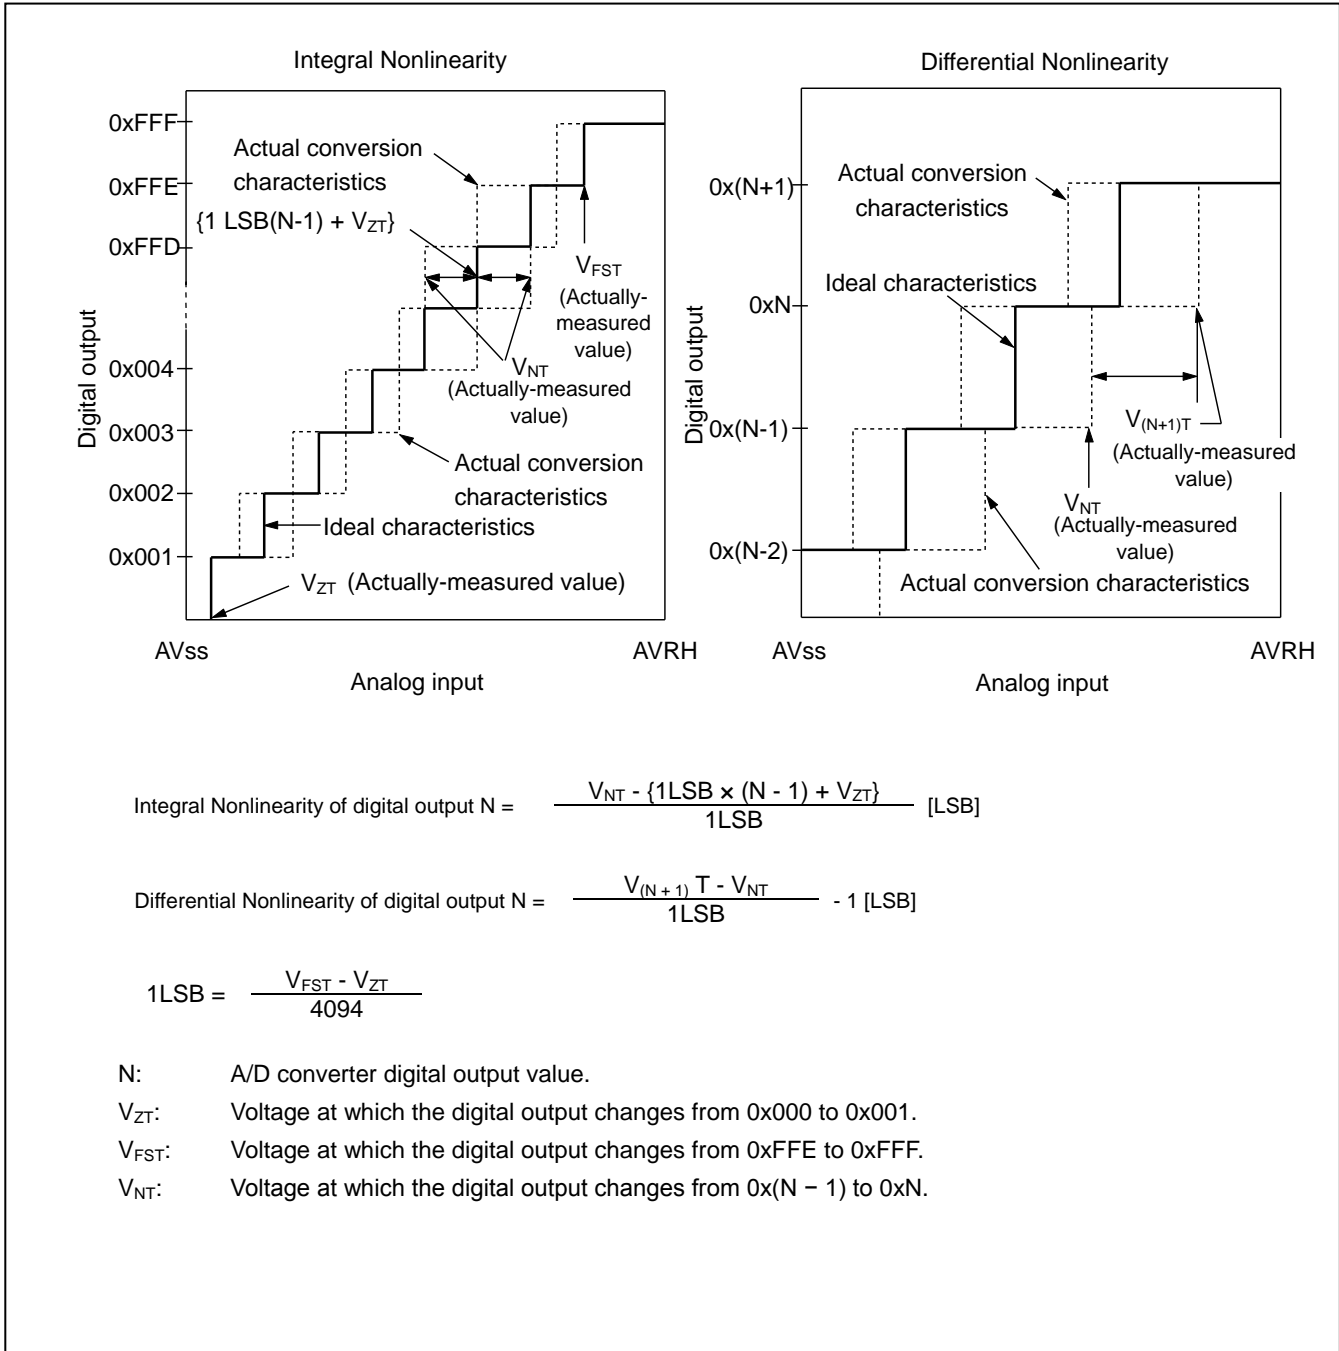 Integral Nonlinearity
0xFFF
0xFFE
0xFFD
0x004
0x003
0x002
0x001
Digital output
Actual conversion
characteristics
{1 LSB(N-1) + VZT}
VFST
(Actually-
measured
value)
VNT
(Actually-measured
value)
Actual conversion
characteristics
Ideal characteristics
VZT (Actually-measured value)
AVss
AVRH
Analog input
Differential Nonlinearity
0x(N+1)
0xN
0x(N-1)
0x(N-2)
Digital output
Actual conversion
characteristics
Ideal characteristics
V(N+1)T
(Actually-measured
value)
VNT
(Actually-measured
value)
Actual conversion characteristics
AVss
AVRH
Analog input
Integral Nonlinearity of digital output N =
VNT - {1LSB × (N - 1) + VZT}
1LSB
[LSB]
Differential Nonlinearity of digital output N =
V(N + 1) T - VNT
1LSB
- 1 [LSB]
1LSB =
VFST - VZT
4094
N: A/D converter digital output value.
VZT: Voltage at which the digital output changes from 0x000 to 0x001.
VFST: Voltage at which the digital output changes from 0xFFE to 0xFFF.
VNT: Voltage at which the digital output changes from 0x(N − 1) to 0xN.